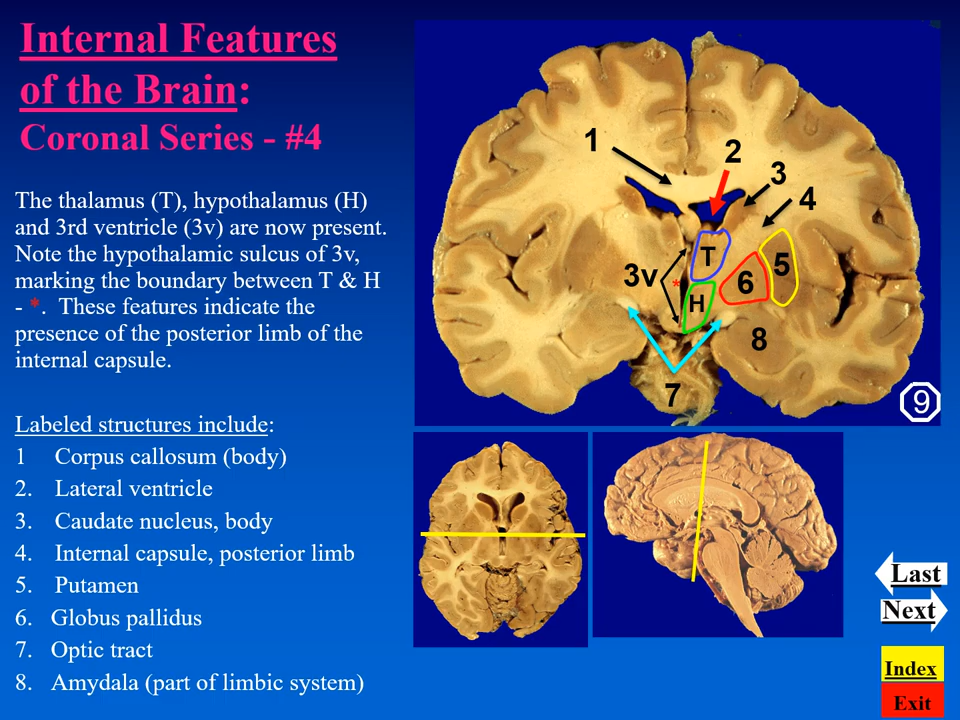 Internal Features
of the Brain:
Coronal Series - #4
The thalamus (T), hypothalamus (H)
and 3rd ventricle (3v) are now present.
Note the hypothalamic sulcus of 3v,
marking the boundary between T & H
- *. These features indicate the
presence of the posterior limb of the
internal capsule.
Labeled structures include:
1 Corpus callosum (body)
2. Lateral ventricle
3. Caudate nucleus, body
4. Internal capsule, posterior limb
5. Putamen
6. Globus pallidus
7. Optic tract
8. Amydala (part of limbic system)
1
2
3
4
T
5
3v
*
6
H
8
7
9
Last
Next
Index
Exit